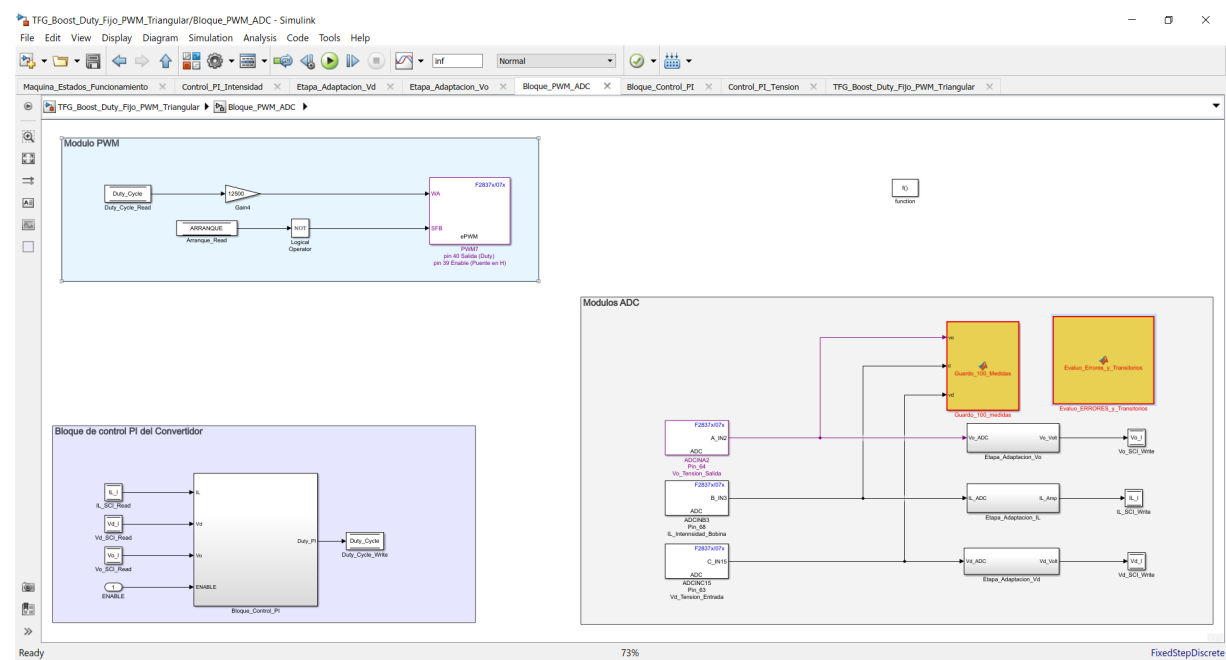 TFG_Boost_Duty_Fijo_PWM_Triangular/Bloque_PWM_ADC - Simulink
File Edit View Display Diagram Simulation Analysis Code Tools Help
inf
Normal
Maquina_Estados_Funcionamiento
Control_PI_Intensidad
Etapa_Adaptacion_Vd
Etapa_Adaptacion_Vo
Bloque_PWM_ADC
Bloque_Control_PI
Control_PI_Tension
TFG_Boost_Duty_Fijo_PWM_Triangular
TFG_Boost_Duty_Fijo_PWM_Triangular
Bloque_PWM_ADC
Modulo PWM
Duty_Cycle
Duty_Cycle_Read
12500
Gain4
ARRANQUE
Arranque_Read
NOT
Logical
Operator
F2837x/07x
WA
SFB
ePWM
PWM7
pin 40 Salida (Duty)
pin 39 Enable (Puente en H)
f()
function
Modulos ADC
vo
il
vd
Guardo_100_Medidas
Guardo_100_medidas
Evaluo_Errores_y_Transitorios
Evaluo_ERRORES_y_Transitorios
F2837x/07x
A_IN2
ADC
ADCINA2
Pin_64
Vo_Tension_Salida
Vo_ADC
Vo_Volt
Etapa_Adaptacion_Vo
Vo_I
Vo_SCI_Write
F2837x/07x
B_IN3
ADC
ADCINB3
Pin_68
IL_Intennsidad_Bobina
IL_ADC
IL_Amp
Etapa_Adaptacion_IL
IL_I
IL_SCI_Write
F2837x/07x
C_IN15
ADC
ADCINC15
Pin_63
Vd_Tension_Entrada
Vd_ADC
Vd_Volt
Etapa_Adaptacion_Vd
Vd_I
Vd_SCI_Write
Bloque de control PI del Convertidor
IL_I
IL_SCI_Read
Vd_I
Vd_SCI_Read
Vo_I
Vo_SCI_Read
1
ENABLE
IL
Vd
Vo
ENABLE
Duty_PI
Bloque_Control_PI
Duty_Cycle
Duty_Cycle_Write
Ready
73%
FixedStepDiscrete